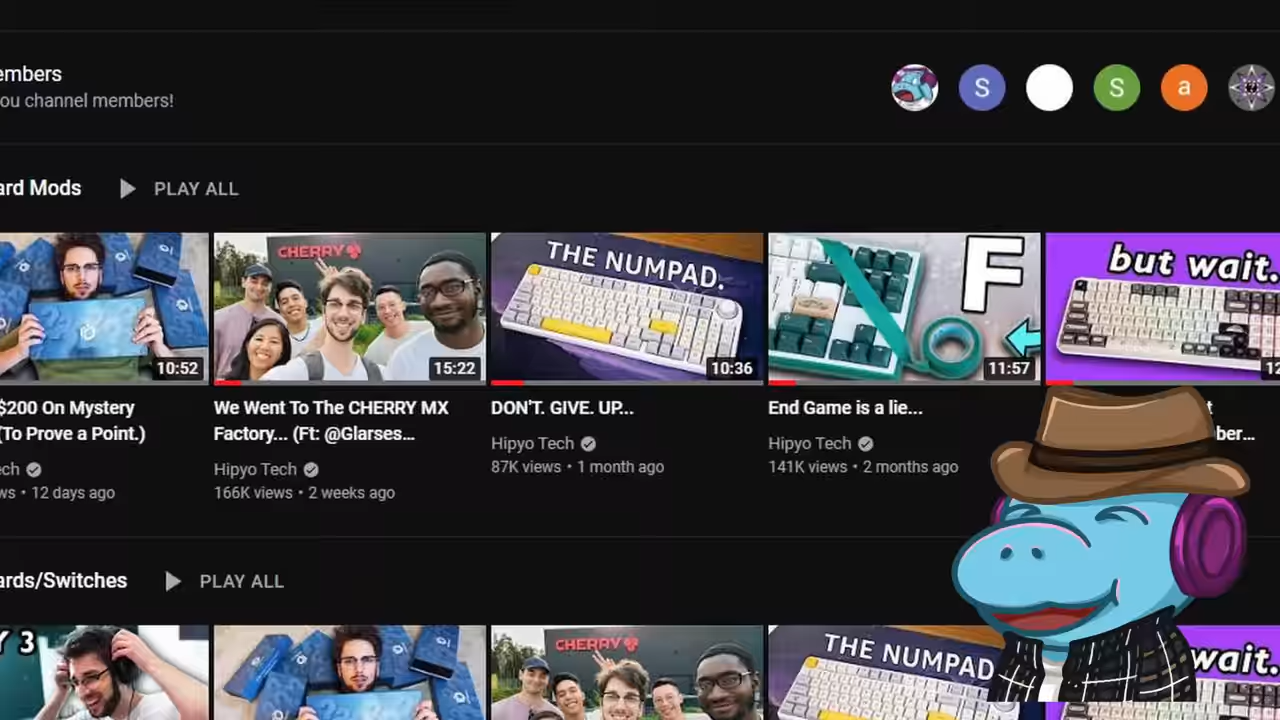 embers
ou channel members!
S
S
a
ard Mods
PLAY ALL
CHERRY
THE NUMPAD.
F
but wait.
10:52
15:22
10:36
11:57
12
$200 On Mystery
(To Prove a Point.)
ech
ws • 12 days ago
We Went To The CHERRY MX
Factory... (Ft: @Glarses...
Hipyo Tech
166K views • 2 weeks ago
DON'T. GIVE. UP...
Hipyo Tech
87K views • 1 month ago
End Game is a lie...
Hipyo Tech
141K views • 2 months ago
t
ber...
ards/Switches
PLAY ALL
Y 3
CHERRY
THE NUMPAD
wait.